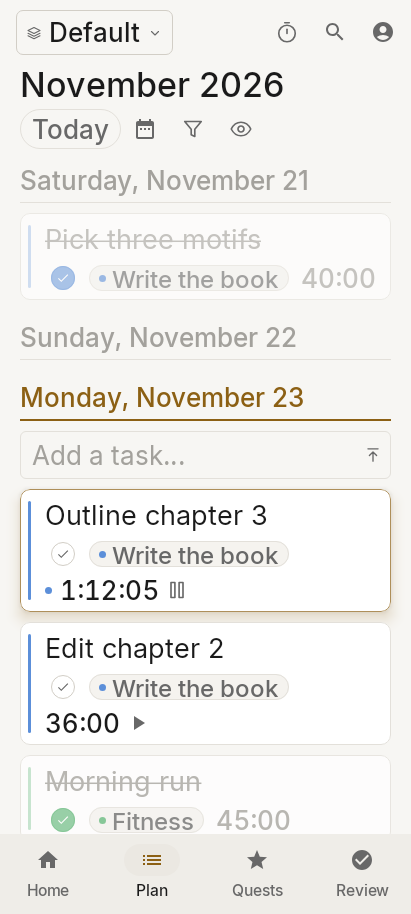 Default
November 2026
Today
Saturday, November 21
Pick three motifs
Write the book 40:00
Sunday, November 22
Monday, November 23
Add a task...
Outline chapter 3
Write the book
1:12:05
Edit chapter 2
Write the book
36:00
Morning run
Fitness 45:00
Home Plan Quests Review